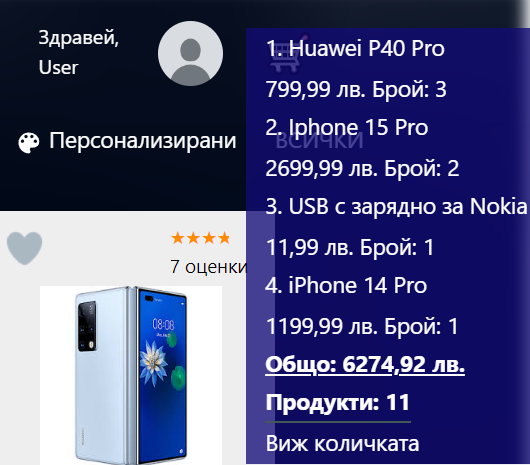 Здравей,
User
Персонализирани
всички
1. Huawei P40 Pro
799,99 лв. Брой: 3
2. Iphone 15 Pro
2699,99 лв. Брой: 2
3. USB с зарядно за Nokia
11,99 лв. Брой: 1
4. iPhone 14 Pro
1199,99 лв. Брой: 1
Общо: 6274,92 лв.
Продукти: 11
Виж количката
7 оценки
08:08